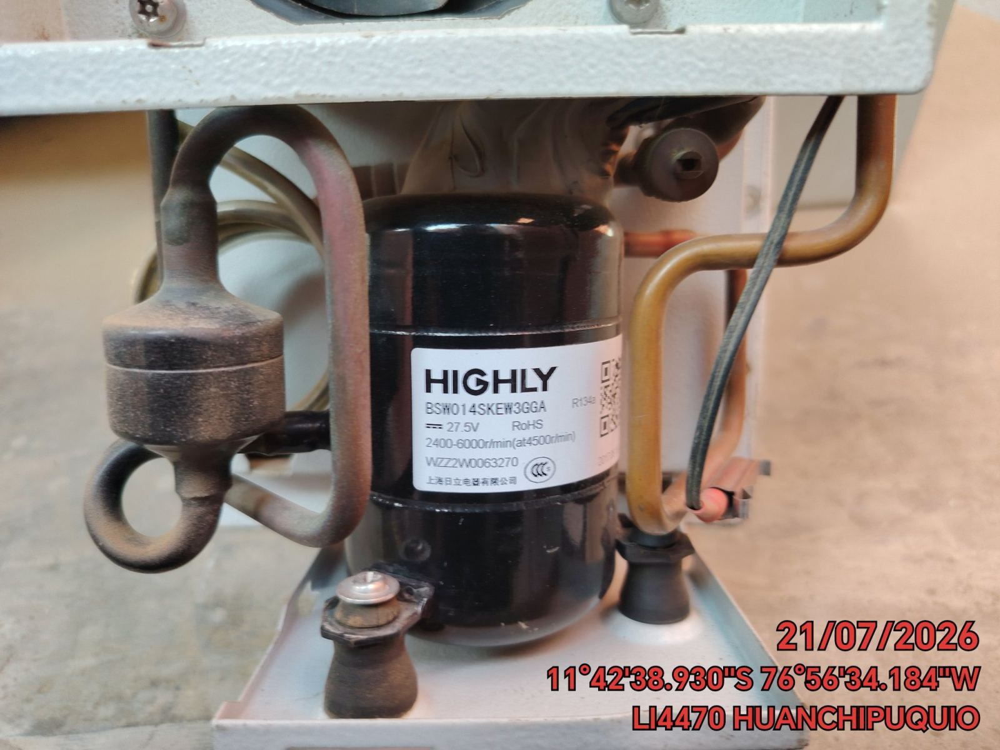 HIGHLY
BSW014SKEW3GGA R134a
27.5V RoHS
2400-6000r/min(at4500r/min)
WZZ2W0063270
CCC S
上海日立电器有限公司
21/07/2026
11°42'38.930"S 76°56'34.184"W
LI4470 HUANCHIPUQUIO